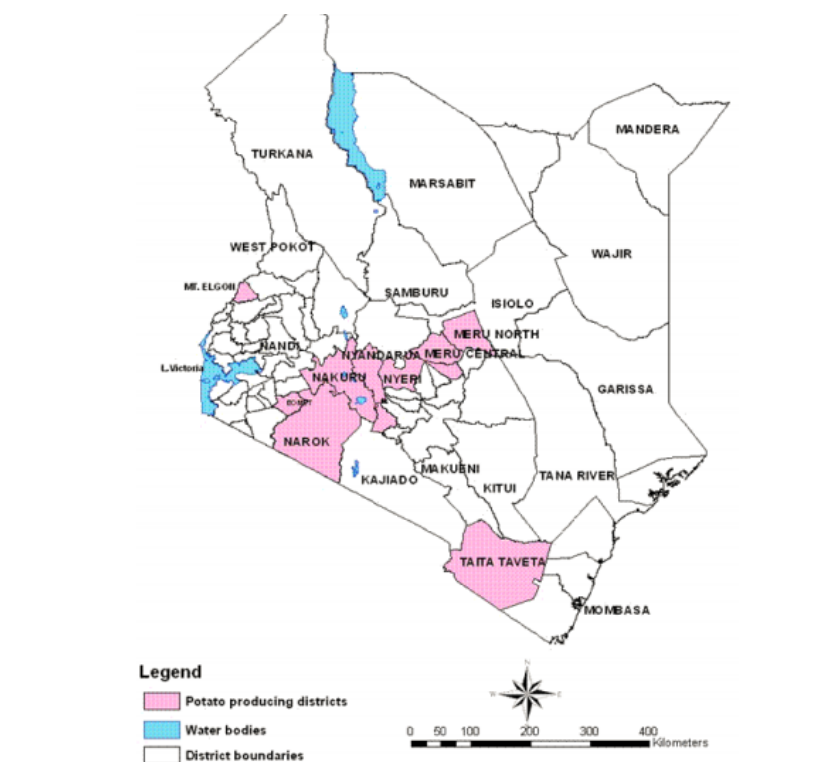 MANDERA
TURKANA
MARSABIT
WEST POKOT
WAJIR
MT. ELGON
SAMBURU
ISIOLO
MERU NORTH
NANDI
NYANDARUA
MERU CENTRAL
L.Victoria
NAKURU
NYERI
GARISSA
BOMET
NAROK
MAKUENI
KAJIADO
KITUI
TANA RIVER
TAITA TAVETA
MOMBASA
Legend
Potato producing districts
Water bodies
District boundaries
N
W
E
S
0 50 100 200 300 400
Kilometers